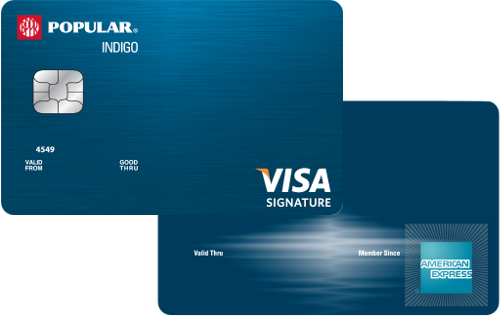 POPULAR®
INDIGO
4549
VALID
FROM
GOOD
THRU
VISA
SIGNATURE
Valid Thru
Member Since
AMERICAN
EXPRESS